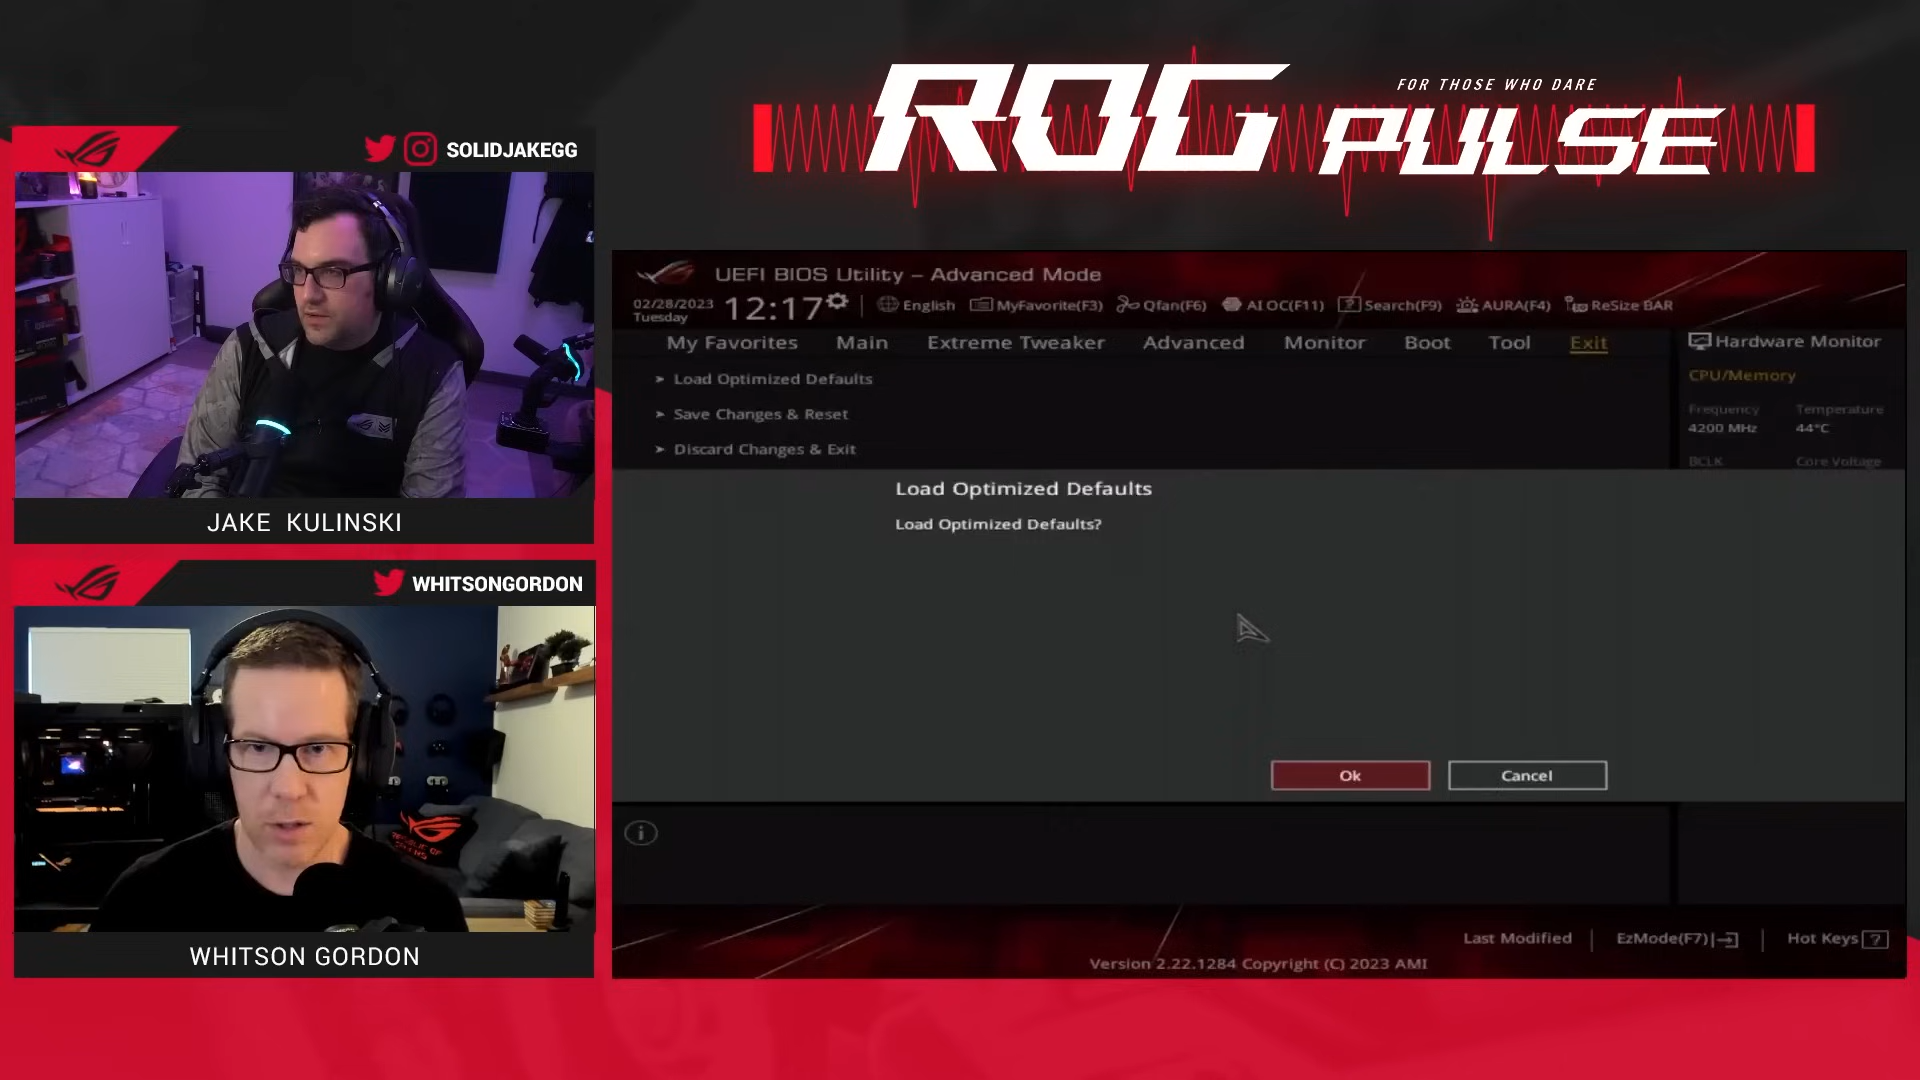 ROG PULSE
FOR THOSE WHO DARE
SOLIDJAKEGG
JAKE KULINSKI
WHITSONGORDON
WHITSON GORDON
UEFI BIOS Utility – Advanced Mode
02/28/2023
Tuesday
12:17
English
MyFavorite(F3)
Qfan(F6)
AI OC(F11)
Search(F9)
AURA(F4)
ReSize BAR
My Favorites
Main
Extreme Tweaker
Advanced
Monitor
Boot
Tool
Exit
Hardware Monitor
Load Optimized Defaults
Save Changes & Reset
Discard Changes & Exit
CPU/Memory
Frequency
Temperature
4200 MHz
44°C
BCLK
Core Voltage
Load Optimized Defaults
Load Optimized Defaults?
Ok
Cancel
Last Modified
EzMode(F7)
Hot Keys ?
Version 2.22.1284 Copyright (C) 2023 AMI